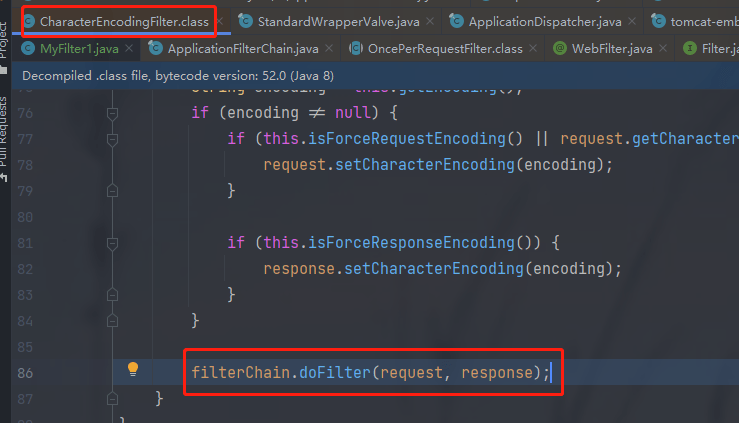 CharacterEncodingFilter.class StandardWrapperValve.java ApplicationDispatcher.java tomcat-emb
MyFilter1.java ApplicationFilterChain.java OncePerRequestFilter.class WebFilter.java Filter.j
Decompiled .class file, bytecode version: 52.0 (Java 8)
76 if (encoding ≠ null) {
77 if (this.isForceRequestEncoding() || request.getCharacter
78 request.setCharacterEncoding(encoding);
79 }
80
81 if (this.isForceResponseEncoding()) {
82 response.setCharacterEncoding(encoding);
83 }
84 }
85
86 filterChain.doFilter(request, response);
87 }
Project
Pull Requests